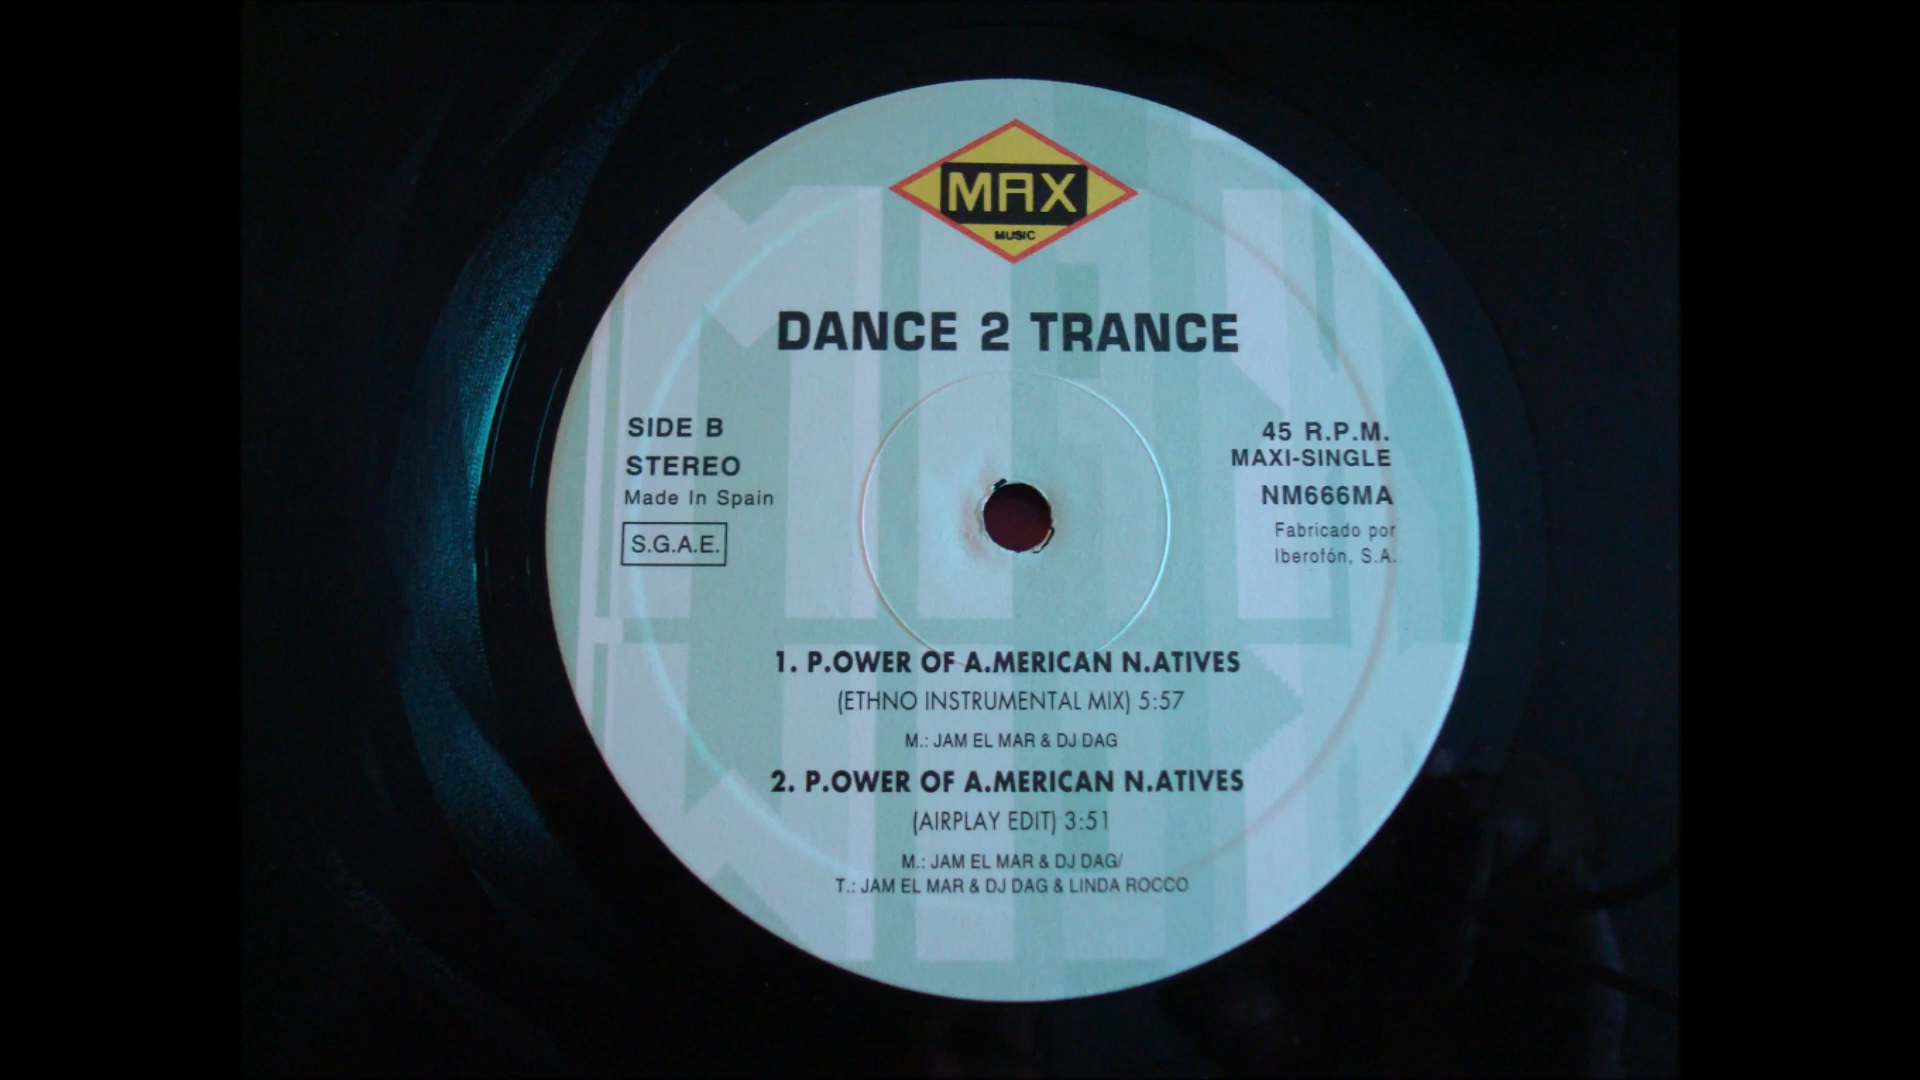 MAX
MUSIC
DANCE 2 TRANCE
SIDE B
STEREO
Made In Spain
S.G.A.E.
45 R.P.M.
MAXI-SINGLE
NM666MA
Fabricado por
Iberofón, S.A.
1. P.OWER OF A.MERICAN N.ATIVES
(ETHNO INSTRUMENTAL MIX) 5:57
M.: JAM EL MAR & DJ DAG
2. P.OWER OF A.MERICAN N.ATIVES
(AIRPLAY EDIT) 3:51
M.: JAM EL MAR & DJ DAG/
T.: JAM EL MAR & DJ DAG & LINDA ROCCO